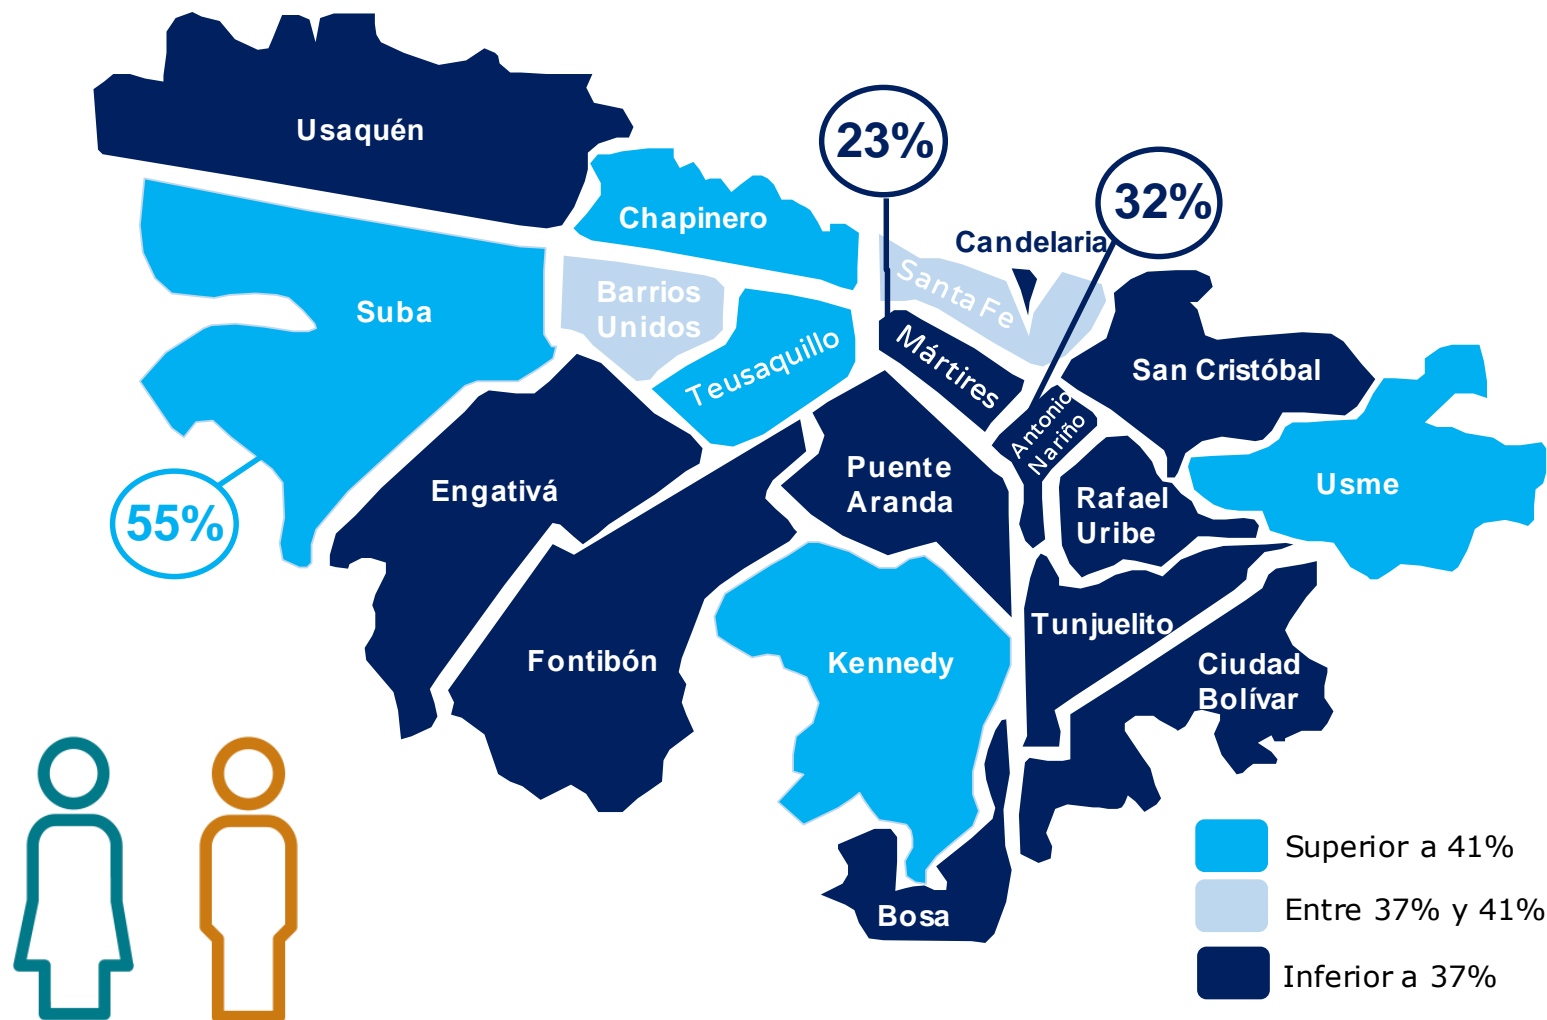 Usaquén
23%
32%
Chapinero
Candelaria
Santa Fe
Barrios
Unidos
Suba
Teusaquillo
Mártires
San Cristóbal
Antonio
Nariño
Puente
Aranda
Engativá
Rafael
Uribe
Usme
55%
Tunjuelito
Fontibón
Kennedy
Ciudad
Bolívar
Superior a 41%
Entre 37% y 41%
Bosa
Inferior a 37%